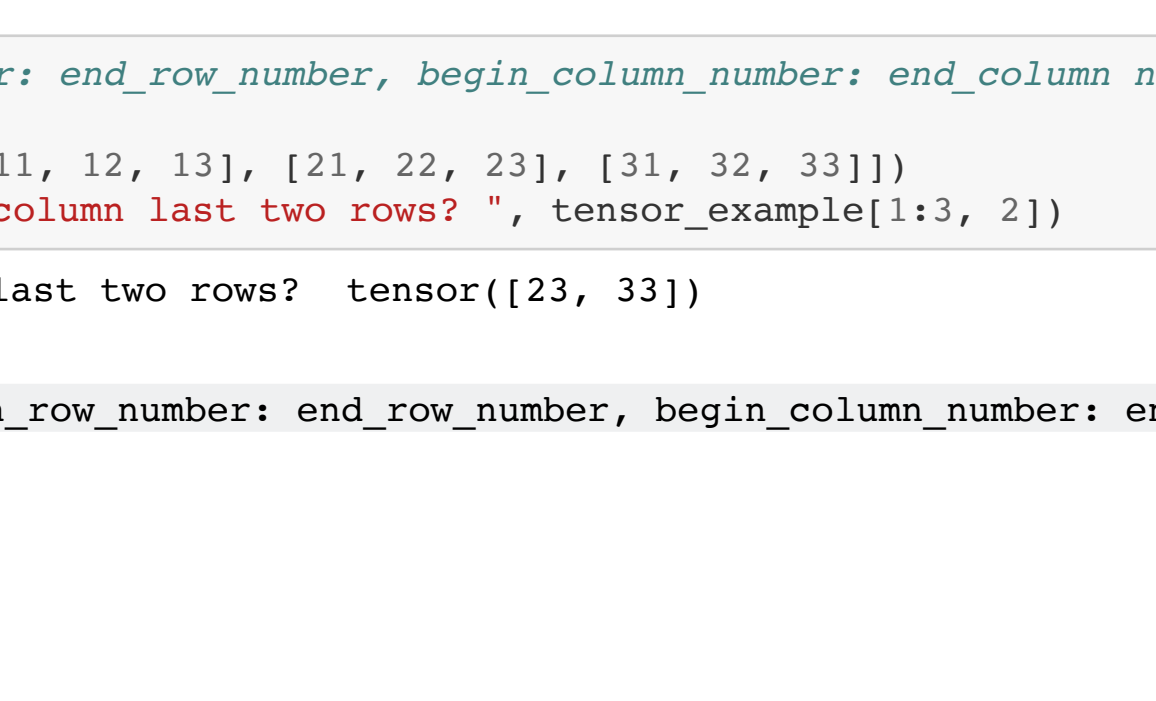 r: end_row_number, begin_column_number: end_column n
11, 12, 13], [21, 22, 23], [31, 32, 33]])
column last two rows? ", tensor_example[1:3, 2])
last two rows?  tensor([23, 33])
_row_number: end_row_number, begin_column_number: en